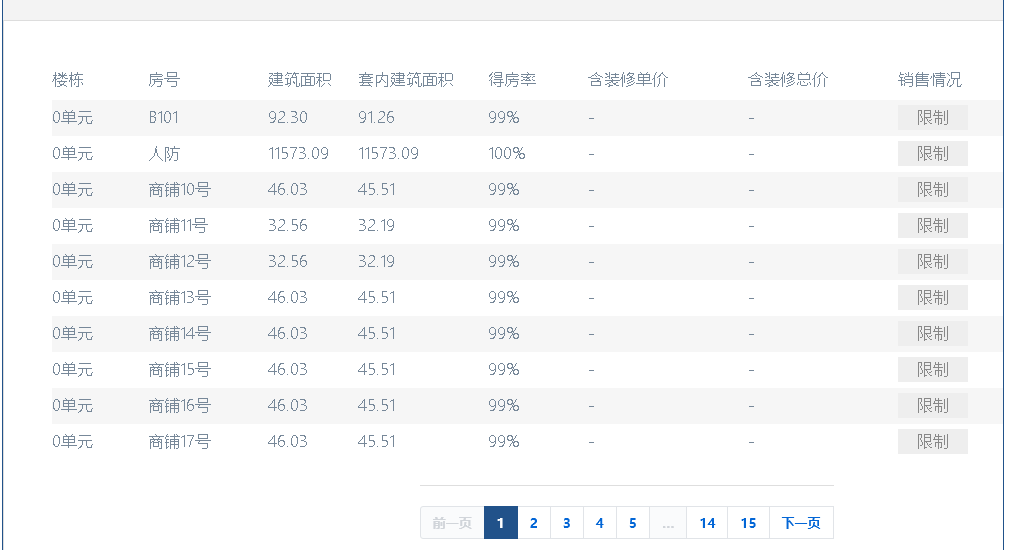 楼栋 房号 建筑面积 套内建筑面积 得房率 含装修单价 含装修总价 销售情况
0单元 B101 92.30 91.26 99% - - 限制
0单元 人防 11573.09 11573.09 100% - - 限制
0单元 商铺10号 46.03 45.51 99% - - 限制
0单元 商铺11号 32.56 32.19 99% - - 限制
0单元 商铺12号 32.56 32.19 99% - - 限制
0单元 商铺13号 46.03 45.51 99% - - 限制
0单元 商铺14号 46.03 45.51 99% - - 限制
0单元 商铺15号 46.03 45.51 99% - - 限制
0单元 商铺16号 46.03 45.51 99% - - 限制
0单元 商铺17号 46.03 45.51 99% - - 限制
前一页 1 2 3 4 5 ... 14 15 下一页